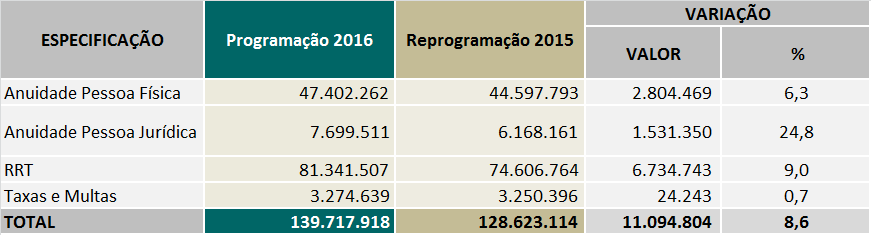 ESPECIFICAÇÃO Programação 2016 Reprogramação 2015 VARIAÇÃO
VALOR %
Anuidade Pessoa Física 47.402.262 44.597.793 2.804.469 6,3
Anuidade Pessoa Jurídica 7.699.511 6.168.161 1.531.350 24,8
RRT 81.341.507 74.606.764 6.734.743 9,0
Taxas e Multas 3.274.639 3.250.396 24.243 0,7
TOTAL 139.717.918 128.623.114 11.094.804 8,6